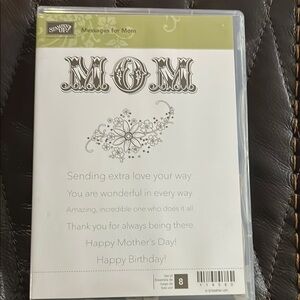 STAMPIN' UP!
Messages for Mom
MOM
Sending extra love your way
You are wonderful in every way.
Amazing, incredible one who does it all
Thank you for always being there.
Happy Mother's Day!
Happy Birthday!
8